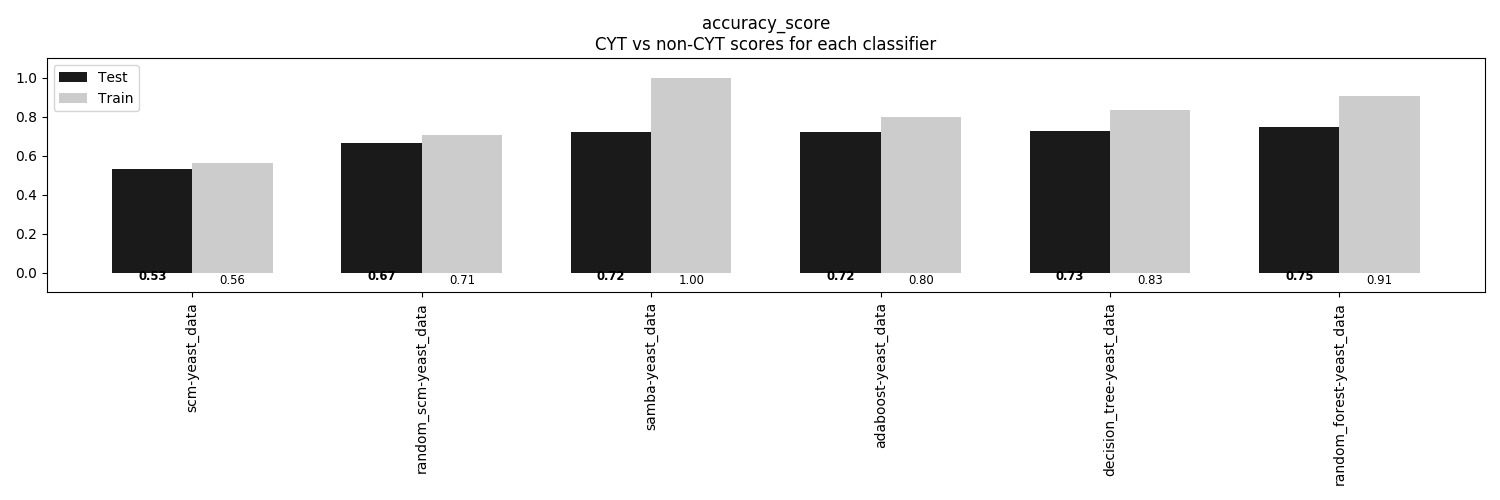 accuracy_score
CYT vs non-CYT scores for each classifier
Test
Train
1.0
0.8
0.6
0.4
0.2
0.0
0.53 0.56 0.67 0.71 0.72 1.00 0.72 0.80 0.73 0.83 0.75 0.91
scm-yeast_data
random_scm-yeast_data
samba-yeast_data
adaboost-yeast_data
decision_tree-yeast_data
random_forest-yeast_data